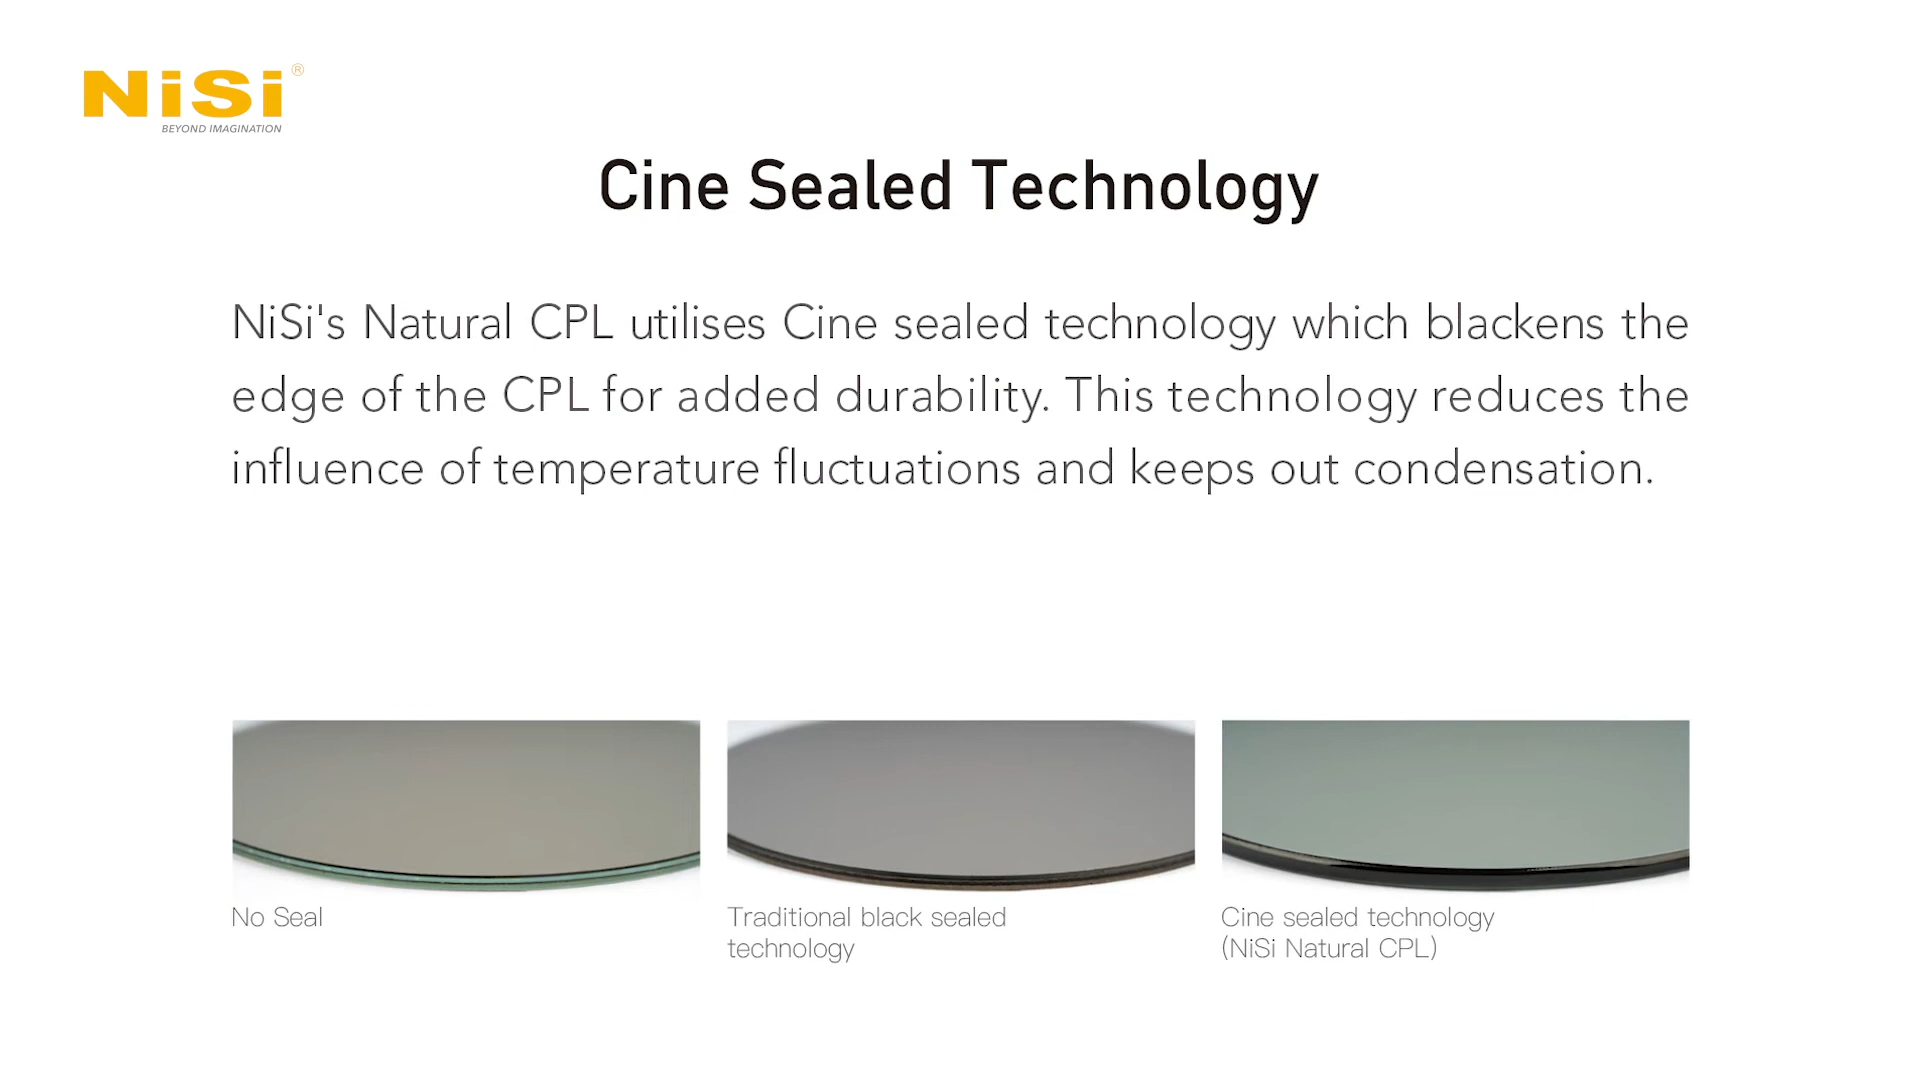 NiSi®
BEYOND IMAGINATION
Cine Sealed Technology
NiSi's Natural CPL utilises Cine sealed technology which blackens the
edge of the CPL for added durability. This technology reduces the
influence of temperature fluctuations and keeps out condensation.
No Seal
Traditional black sealed
technology
Cine sealed technology
(NiSi Natural CPL)